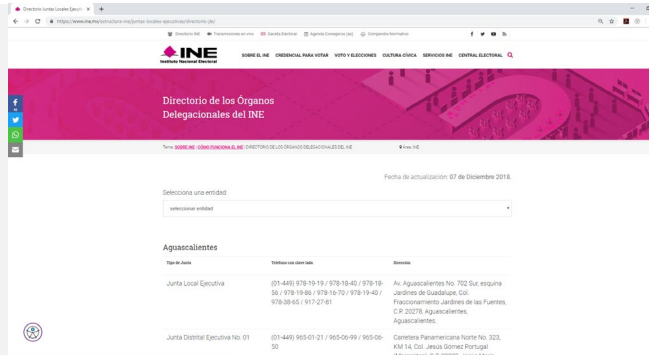 Directorio Juntas Locales Ejecuti
https://www.ine.mx/estructura-ine/juntas-locales-ejecutivas/directorio-jle/
Directorio INE Transmisiones en vivo Gaceta Electoral Compendio Normativo
INE
Instituto Nacional Electoral
SOBRE EL INE CREDENCIAL PARA VOTAR VOTO Y ELECCIONES CULTURA CÍVICA SERVICIOS INE CENTRAL ELECTORAL
Directorio de los Órganos
Delegacionales del INE
Tema: SOBRE INE | CÓMO FUNCIONA EL INE | DIRECTORIO DE LOS ÓRGANOS DELEGACIONALES DEL INE Área: INE
Fecha de actualización: 07 de Diciembre 2018.
Selecciona una entidad:
seleccionar entidad
Aguascalientes
Tipo de Junta Teléfono con clave lada Dirección
Junta Local Ejecutiva (01-449) 978-19-19 / 978-18-40 / 978-18- Av. Aguascalientes No. 702 Sur, esquina
56 / 978-19-86 / 978-16-70 / 978-19-40 / Jardines de Guadalupe, Col.
978-38-65 / 917-27-81 Fraccionamiento Jardines de las Fuentes,
C.P. 20278, Aguascalientes,
Aguascalientes.
Junta Distrital Ejecutiva No. 01 (01-449) 965-01-21 / 965-06-99 / 965-06- Carretera Panamericana Norte No. 323,
50 KM 14, Col. Jesús Gómez Portugal